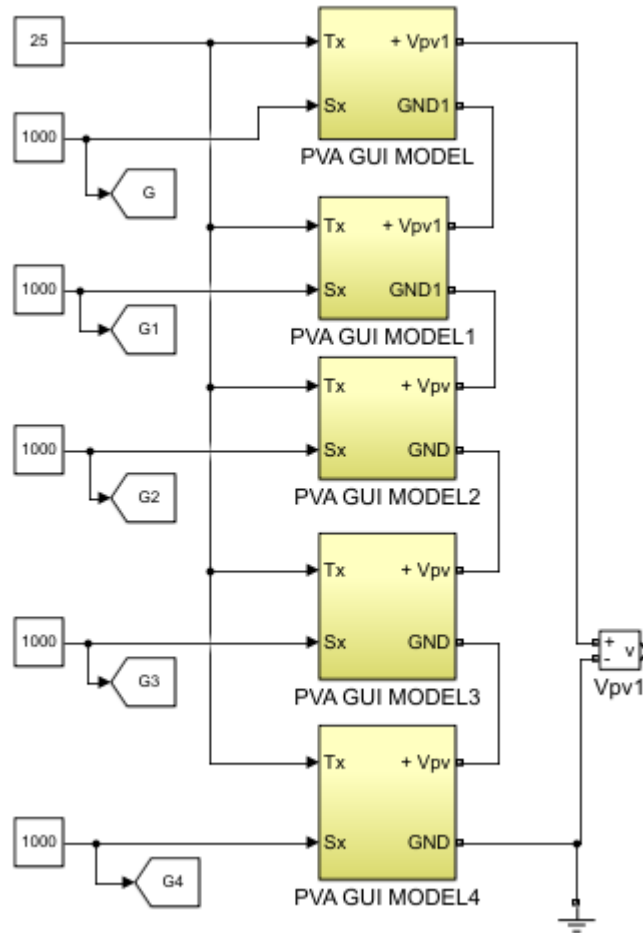 25
Tx
+ Vpv1
1000
Sx
GND1
PVA GUI MODEL
G
Tx
+ Vpv1
1000
Sx
GND1
G1
PVA GUI MODEL1
Tx
+ Vpv
1000
Sx
GND
G2
PVA GUI MODEL2
Tx
+ Vpv
1000
Sx
GND
+
v
-
G3
Vpv1
PVA GUI MODEL3
Tx
+ Vpv
1000
Sx
GND
G4
PVA GUI MODEL4